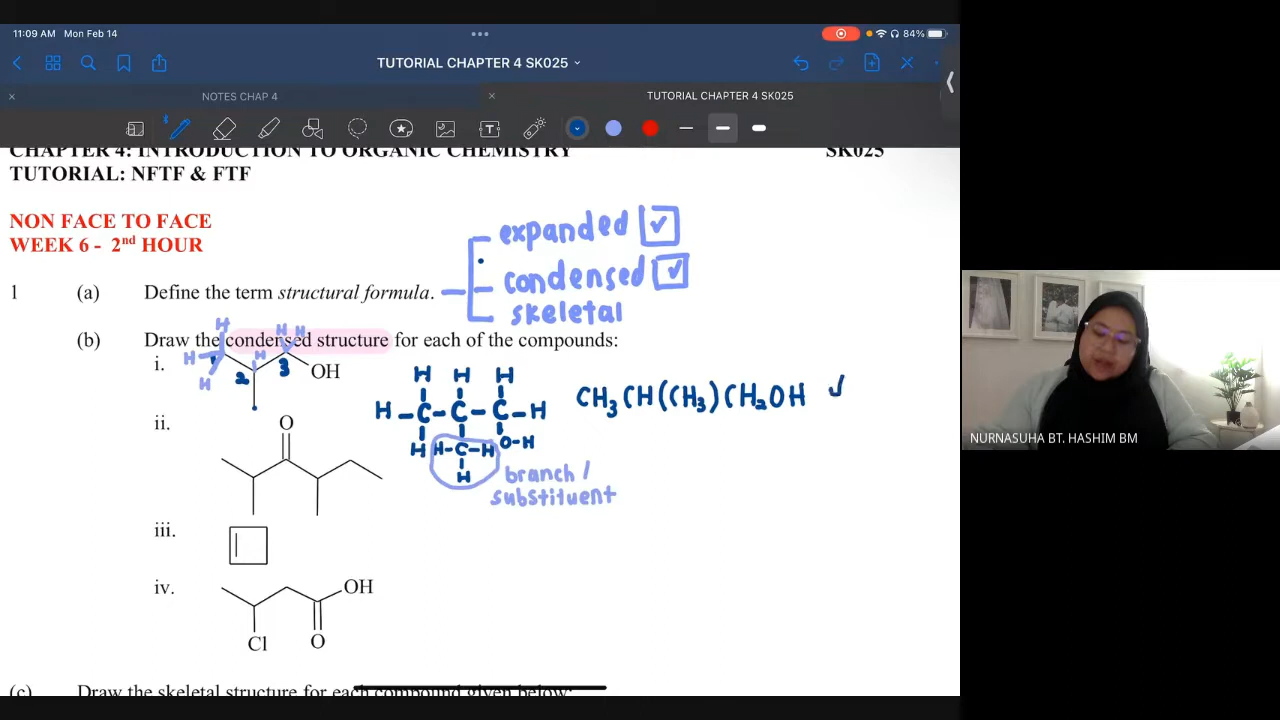 11:09 AM Mon Feb 14
84%
TUTORIAL CHAPTER 4 SK025
NOTES CHAP 4
TUTORIAL CHAPTER 4 SK025
CHAPTER 4: INTRODUCTION TO ORGANIC CHEMISTRY SK025
TUTORIAL: NFTF & FTF
NON FACE TO FACE
WEEK 6 - 2nd HOUR
expanded ✓
condensed ✓
skeletal
1 (a) Define the term structural formula.
(b) Draw the condensed structure for each of the compounds:
i.
H H H H H H
1 2 3 OH
H H H
H-C-C-C-H
H H-C-H O-H
H
CH₃CH(CH₃)CH₂OH ✓
branch /
substituent
ii.
O
iii.
iv.
OH
Cl O
(c) Draw the skeletal structure for each compound given below:
NURNASUHA BT. HASHIM BM